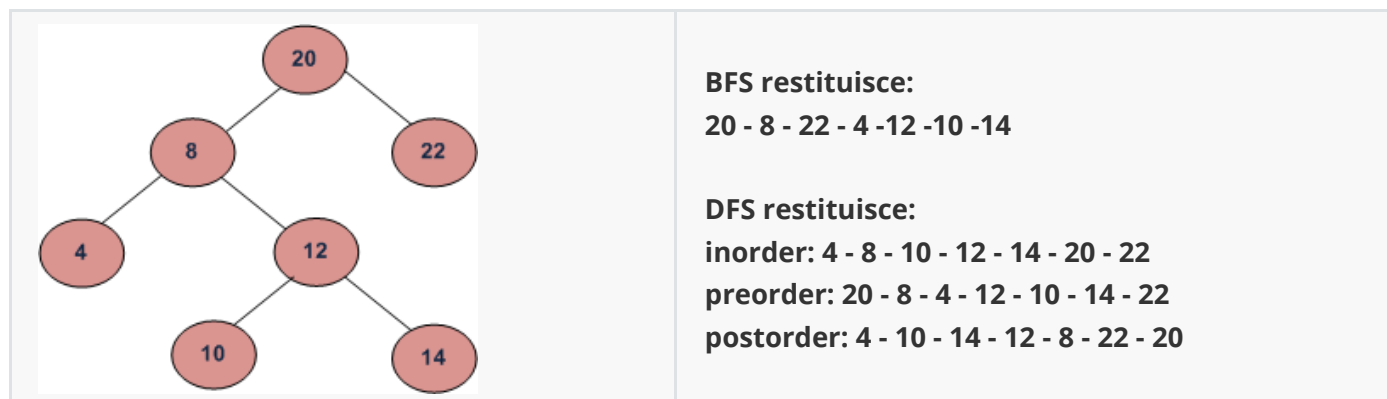 20
8
22
4
12
10
14
BFS restituisce:
20 - 8 - 22 - 4 -12 -10 -14
DFS restituisce:
inorder: 4 - 8 - 10 - 12 - 14 - 20 - 22
preorder: 20 - 8 - 4 - 12 - 10 - 14 - 22
postorder: 4 - 10 - 14 - 12 - 8 - 22 - 20